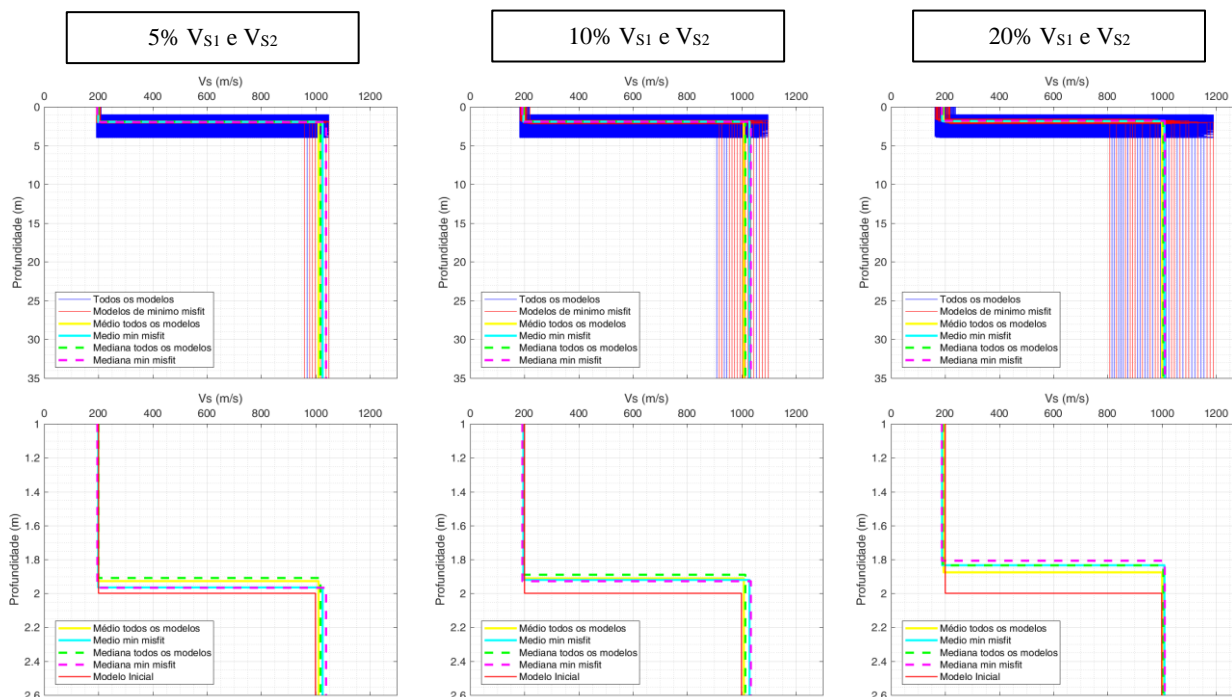 5% VS1 e VS2
10% VS1 e VS2
20% VS1 e VS2
Vs (m/s)
0 200 400 600 800 1000 1200
Profundidade (m)
0
5
10
15
20
25
30
35
Todos os modelos
Modelos de minimo misfit
Médio todos os modelos
Medio min misfit
Mediana todos os modelos
Mediana min misfit
Vs (m/s)
0 200 400 600 800 1000 1200
Profundidade (m)
0
5
10
15
20
25
30
35
Todos os modelos
Modelos de minimo misfit
Médio todos os modelos
Medio min misfit
Mediana todos os modelos
Mediana min misfit
Vs (m/s)
0 200 400 600 800 1000 1200
Profundidade (m)
0
5
10
15
20
25
30
35
Todos os modelos
Modelos de minimo misfit
Médio todos os modelos
Medio min misfit
Mediana todos os modelos
Mediana min misfit
Vs (m/s)
0 200 400 600 800 1000 1200
Profundidade (m)
1
1.2
1.4
1.6
1.8
2
2.2
2.4
2.6
Médio todos os modelos
Medio min misfit
Mediana todos os modelos
Mediana min misfit
Modelo Inicial
Vs (m/s)
0 200 400 600 800 1000 1200
Profundidade (m)
1
1.2
1.4
1.6
1.8
2
2.2
2.4
2.6
Médio todos os modelos
Medio min misfit
Mediana todos os modelos
Mediana min misfit
Modelo Inicial
Vs (m/s)
0 200 400 600 800 1000 1200
Profundidade (m)
1
1.2
1.4
1.6
1.8
2
2.2
2.4
2.6
Médio todos os modelos
Medio min misfit
Mediana todos os modelos
Mediana min misfit
Modelo Inicial